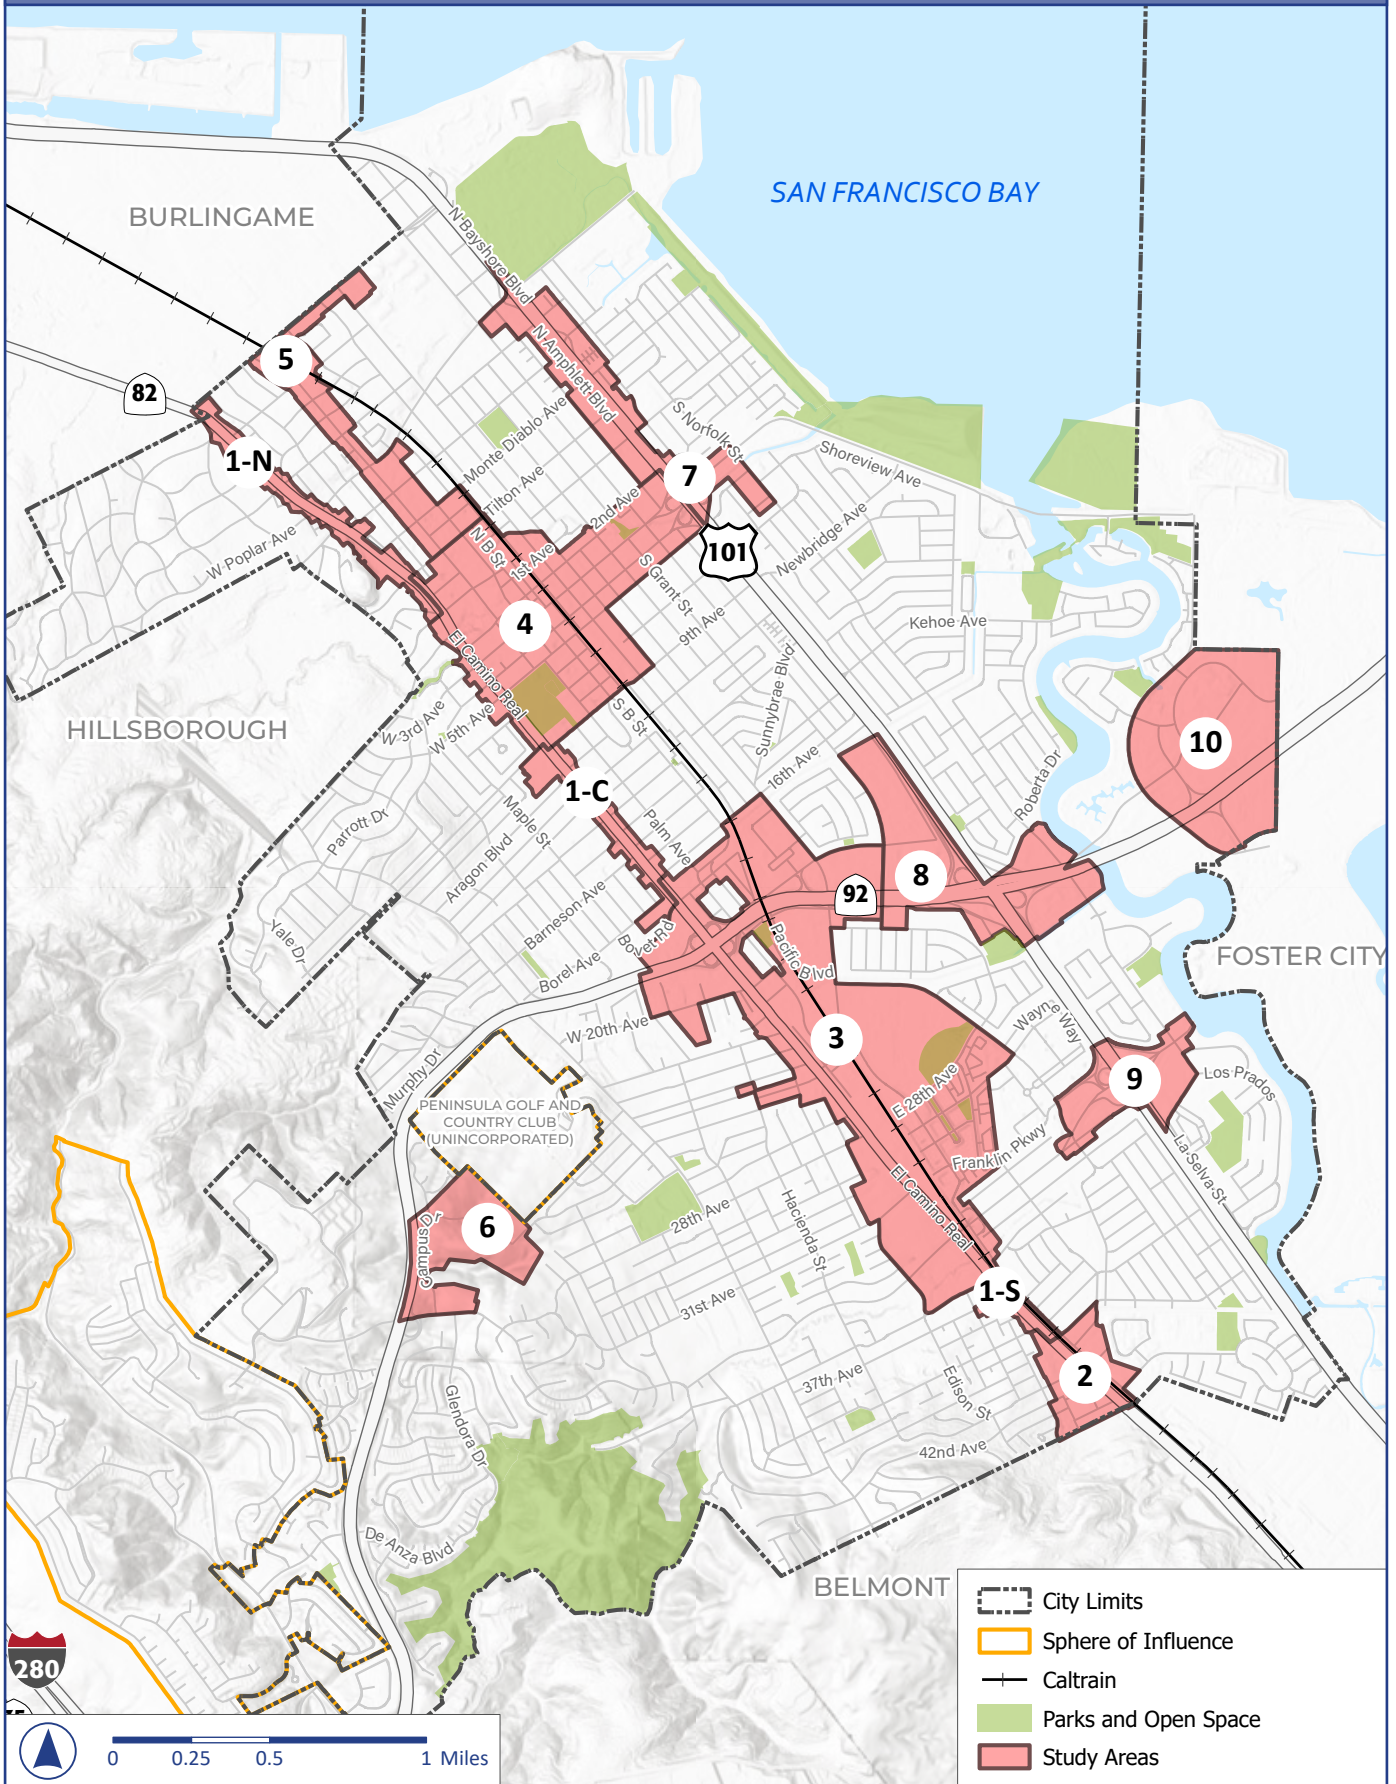 SAN FRANCISCO BAY
BURLINGAME
N Bayshore Blvd
5
82
N Amphlett Blvd
Monte Diablo Ave
S Norfolk St
1-N
Shoreview Ave
7
Tilton Ave
2nd Ave
W Poplar Ave
N B St
1st Ave
101
Newbridge Ave
S Grant St
4
9th Ave
Kehoe Ave
El Camino Real
HILLSBOROUGH
W 3rd Ave
W 5th Ave
S B St
Sunnybrae Blvd
10
16th Ave
Roberta Dr
1-C
Maple St
Parrott Dr
Palm Ave
Aragon Blvd
8
92
Barneson Ave
Yale Dr
Bovet Rd
Pacific Blvd
FOSTER CITY
Borel Ave
W 20th Ave
Wayne Way
3
Murphy Dr
9
Los Prados
E 28th Ave
PENINSULA GOLF AND
COUNTRY CLUB
(UNINCORPORATED)
Franklin Pkwy
La Selva St
El Camino Real
28th Ave
Hacienda St
6
Campus Dr
1-S
31st Ave
2
37th Ave
Edison St
Glendora Dr
42nd Ave
De Anza Blvd
BELMONT
280
City Limits
Sphere of Influence
Caltrain
Parks and Open Space
Study Areas
0 0.25 0.5 1 Miles